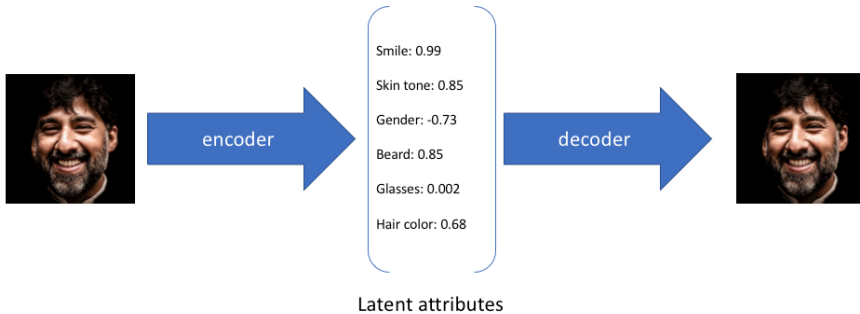 encoder
Smile: 0.99
Skin tone: 0.85
Gender: -0.73
Beard: 0.85
Glasses: 0.002
Hair color: 0.68
decoder
Latent attributes